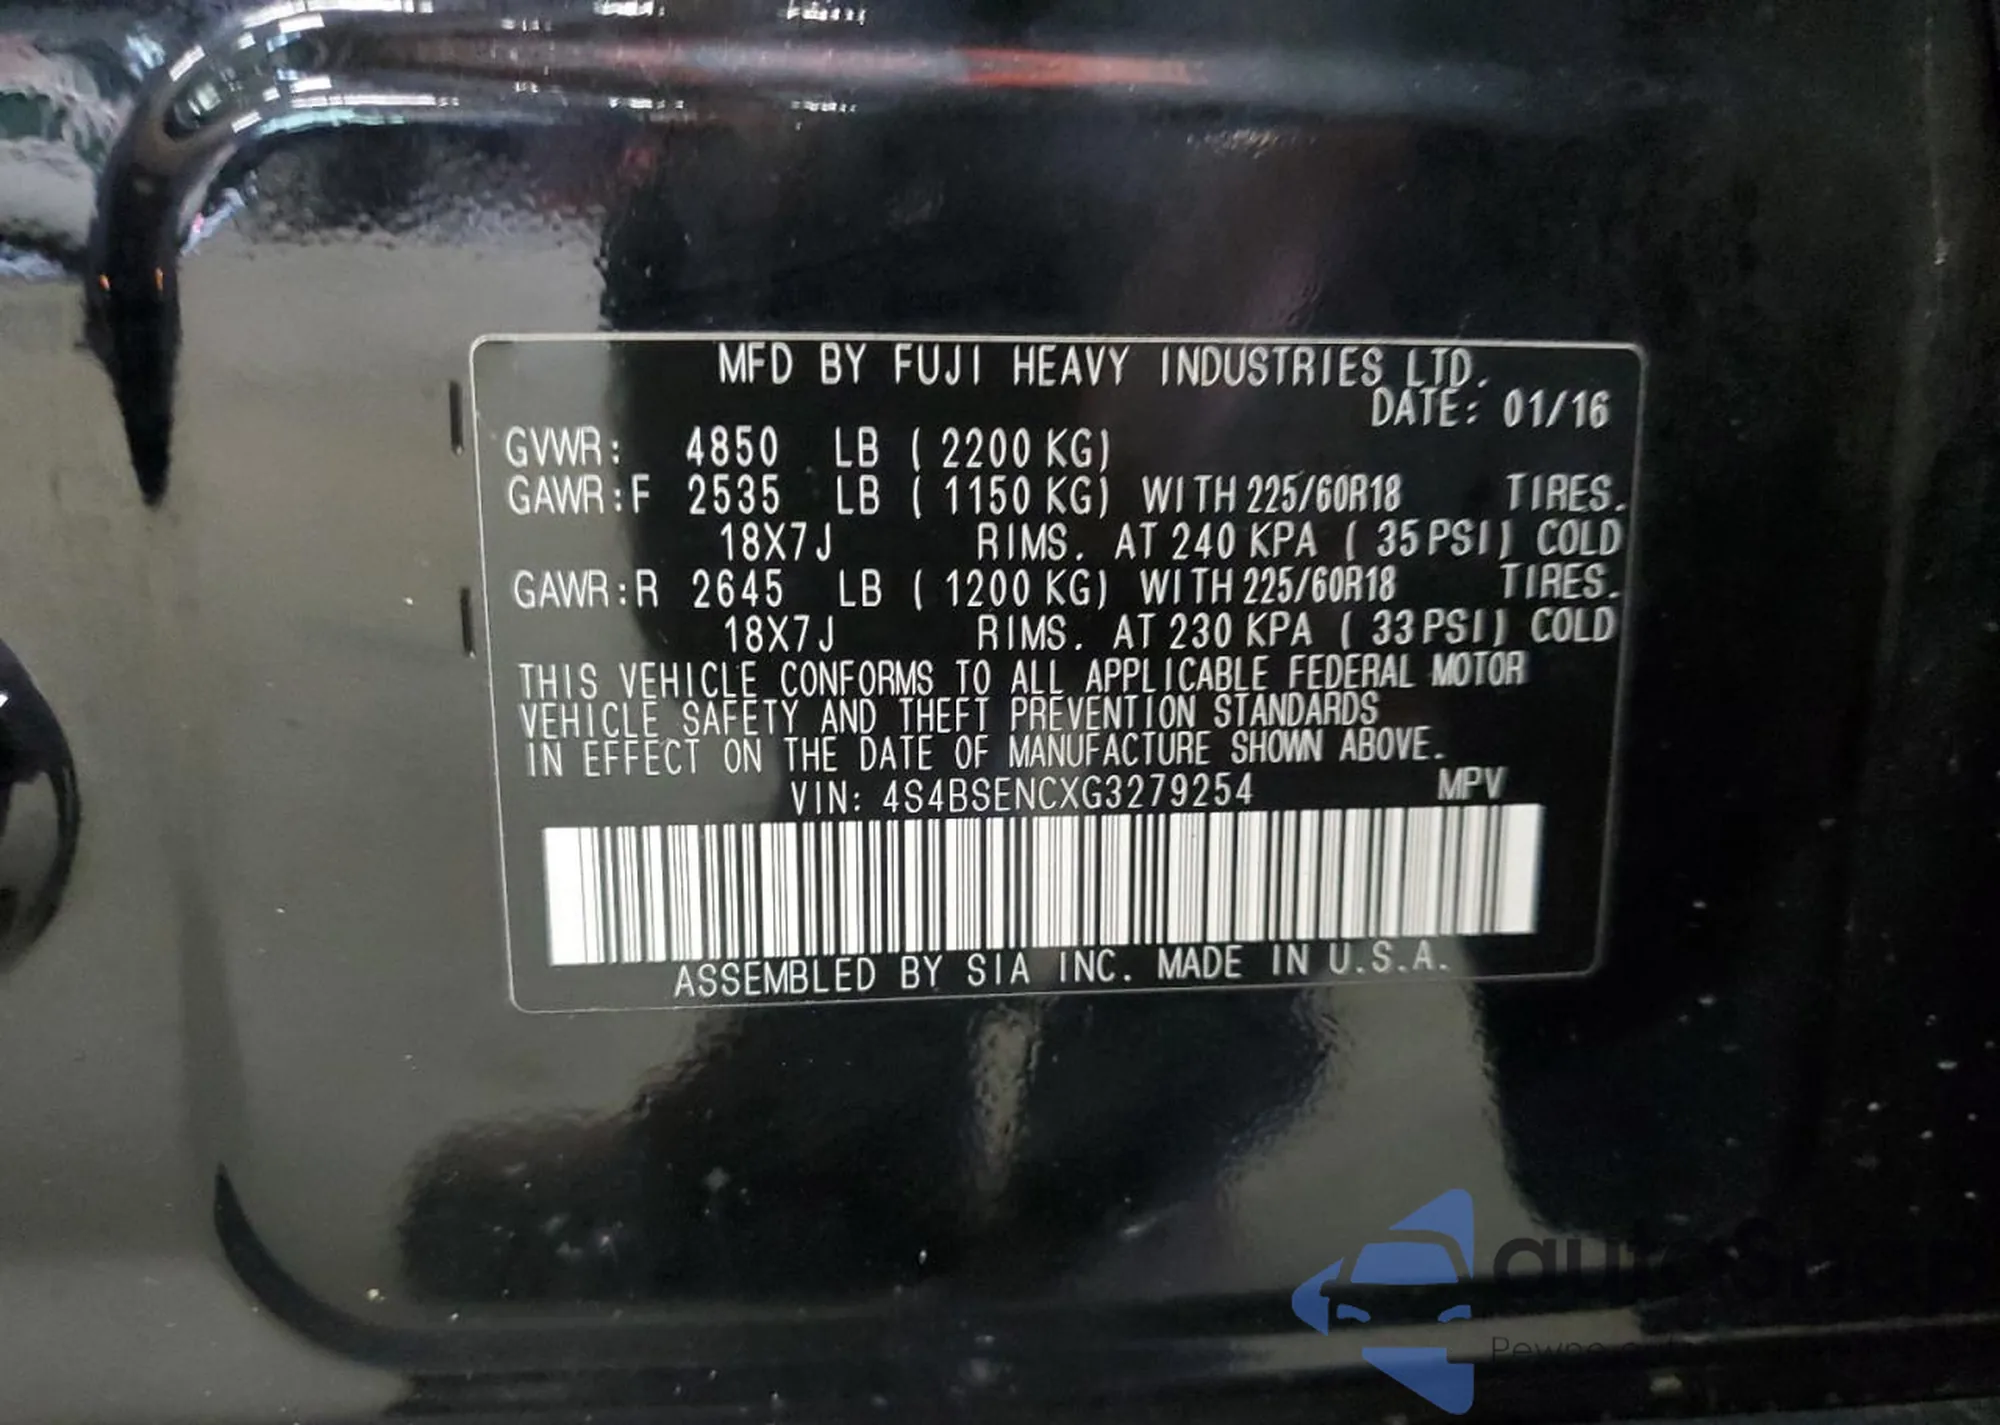 MFD BY FUJI HEAVY INDUSTRIES LTD.
DATE: 01/16
GVWR: 4850 LB ( 2200 KG)
GAWR:F 2535 LB ( 1150 KG) WITH 225/60R18 TIRES.
18X7J RIMS. AT 240 KPA ( 35 PSI) COLD
GAWR:R 2645 LB ( 1200 KG) WITH 225/60R18 TIRES.
18X7J RIMS. AT 230 KPA ( 33 PSI) COLD
THIS VEHICLE CONFORMS TO ALL APPLICABLE FEDERAL MOTOR
VEHICLE SAFETY AND THEFT PREVENTION STANDARDS
IN EFFECT ON THE DATE OF MANUFACTURE SHOWN ABOVE.
VIN: 4S4BSENCXG3279254 MPV
ASSEMBLED BY SIA INC. MADE IN U.S.A.
Pewne